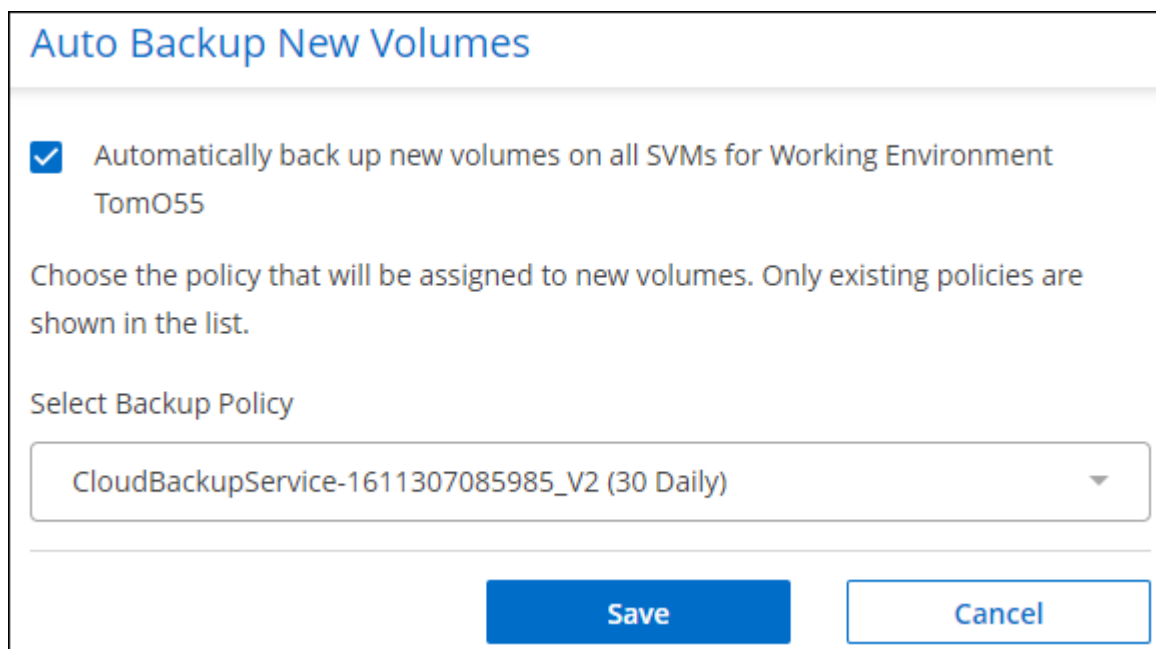 Auto Backup New Volumes
Automatically back up new volumes on all SVMs for Working Environment
TomO55
Choose the policy that will be assigned to new volumes. Only existing policies are
shown in the list.
Select Backup Policy
CloudBackupService-1611307085985_V2 (30 Daily)
Save
Cancel